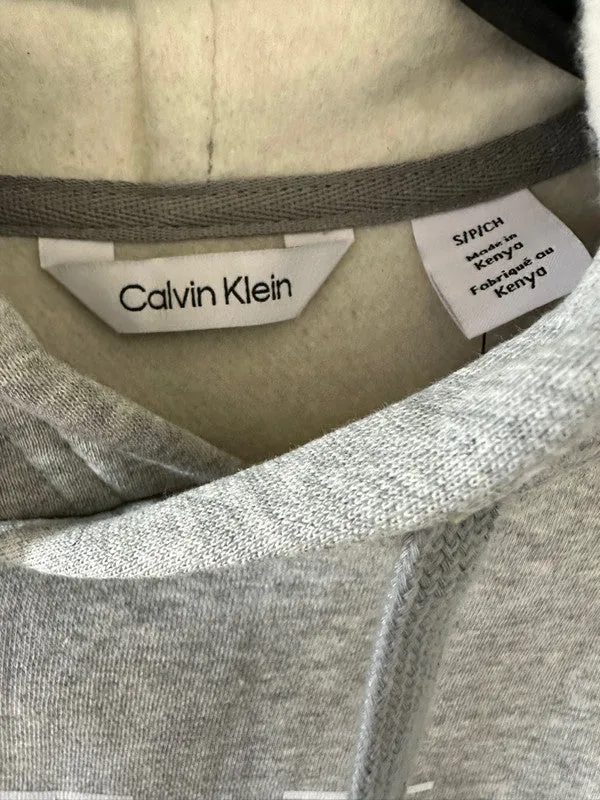 Calvin Klein
S/P/CH
Made in
Kenya
Fabriqué au
Kenya